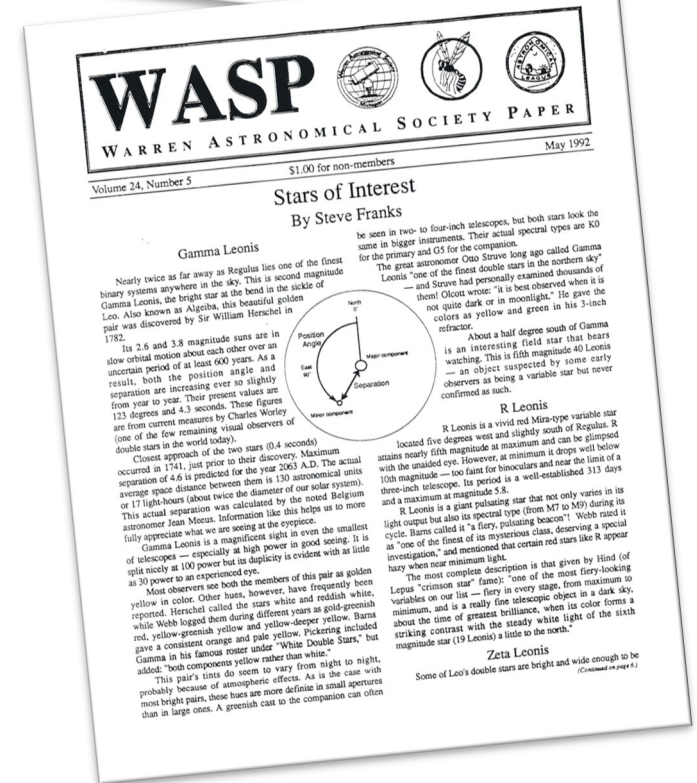 WASP
WARREN ASTRONOMICAL SOCIETY PAPER
Volume 24, Number 5
$1.00 for non-members
May 1992
Stars of Interest
By Steve Franks
Gamma Leonis
Nearly twice as far away as Regulus lies one of the finest
binary systems anywhere in the sky. This is second magnitude
Gamma Leonis, the bright star at the bend in the sickle of
Leo. Also known as Algeiba, this beautiful golden
pair was discovered by Sir William Herschel in
1782.
Its 2.6 and 3.8 magnitude suns are in
slow orbital motion about each other over an
uncertain period of at least 600 years. As a
result, both the position angle and
separation are increasing ever so slightly
from year to year. Their present values are
123 degrees and 4.3 seconds. These figures
are from current measures by Charles Worley
(one of the few remaining visual observers of
double stars in the world today).
Closest approach of the two stars (0.4 seconds)
occurred in 1741, just prior to their discovery. Maximum
separation of 4.6 is predicted for the year 2063 A.D. The actual
average space distance between them is 130 astronomical units
or 17 light-hours (about twice the diameter of our solar system).
This actual separation was calculated by the noted Belgium
astronomer Jean Meeus. Information like this helps us to more
fully appreciate what we are seeing at the eyepiece.
Gamma Leonis is a magnificent sight in even the smallest
of telescopes — especially at high power in good seeing. It is
split nicely at 100 power but its duplicity is evident with as little
as 30 power to an experienced eye.
Most observers see both the members of this pair as golden
yellow in color. Other hues, however, have frequently been
reported. Herschel called the stars white and reddish white,
while Webb logged them during different years as gold-greenish
red, yellow-greenish yellow and yellow-deeper yellow. Barns
gave a consistent orange and pale yellow. Pickering included
Gamma in his famous roster under "White Double Stars," but
added: "both components yellow rather than white."
This pair's tints do seem to vary from night to night,
probably because of atmospheric effects. As is the case with
most bright pairs, these hues are more definite in small apertures
than in large ones. A greenish cast to the companion can often
North
0°
Position
Angle
East
90°
Major component
Separation
Minor component
be seen in two- to four-inch telescopes, but both stars look the
same in bigger instruments. Their actual spectral types are K0
for the primary and G5 for the companion.
The great astronomer Otto Struve long ago called Gamma
Leonis "one of the finest double stars in the northern sky"
— and Struve had personally examined thousands of
them! Olcott wrote: "it is best observed when it is
not quite dark or in moonlight." He gave the
colors as yellow and green in his 3-inch
refractor.
About a half degree south of Gamma
is an interesting field star that bears
watching. This is fifth magnitude 40 Leonis
— an object suspected by some early
observers as being a variable star but never
confirmed as such.
R Leonis
R Leonis is a vivid red Mira-type variable star
located five degrees west and slightly south of Regulus. R
attains nearly fifth magnitude at maximum and can be glimpsed
with the unaided eye. However, at minimum it drops well below
10th magnitude — too faint for binoculars and near the limit of a
three-inch telescope. Its period is a well-established 313 days
and a maximum at magnitude 5.8.
R Leonis is a giant pulsating star that not only varies in its
light output but also its spectral type (from M7 to M9) during its
cycle. Barns called it "a fiery, pulsating beacon"! Webb rated it
as "one of the finest of its mysterious class, deserving a special
investigation," and mentioned that certain red stars like R appear
hazy when near minimum light.
The most complete description is that given by Hind (of
Lepus "crimson star" fame): "one of the most fiery-looking
variables on our list — fiery in every stage, from maximum to
minimum, and is a really fine telescopic object in a dark sky,
about the time of greatest brilliance, when its color forms a
striking contrast with the steady white light of the sixth
magnitude star (19 Leonis) a little to the north."
Zeta Leonis
Some of Leo's double stars are bright and wide enough to be
(Continued on page 6.)